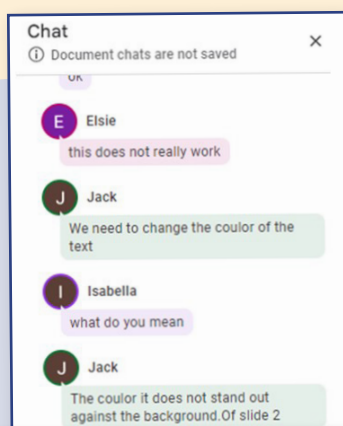 Chat
Document chats are not saved
OK
E Elsie
this does not really work
J Jack
We need to change the coulor of the
text
I Isabella
what do you mean
J Jack
The coulor it does not stand out
against the background.Of slide 2